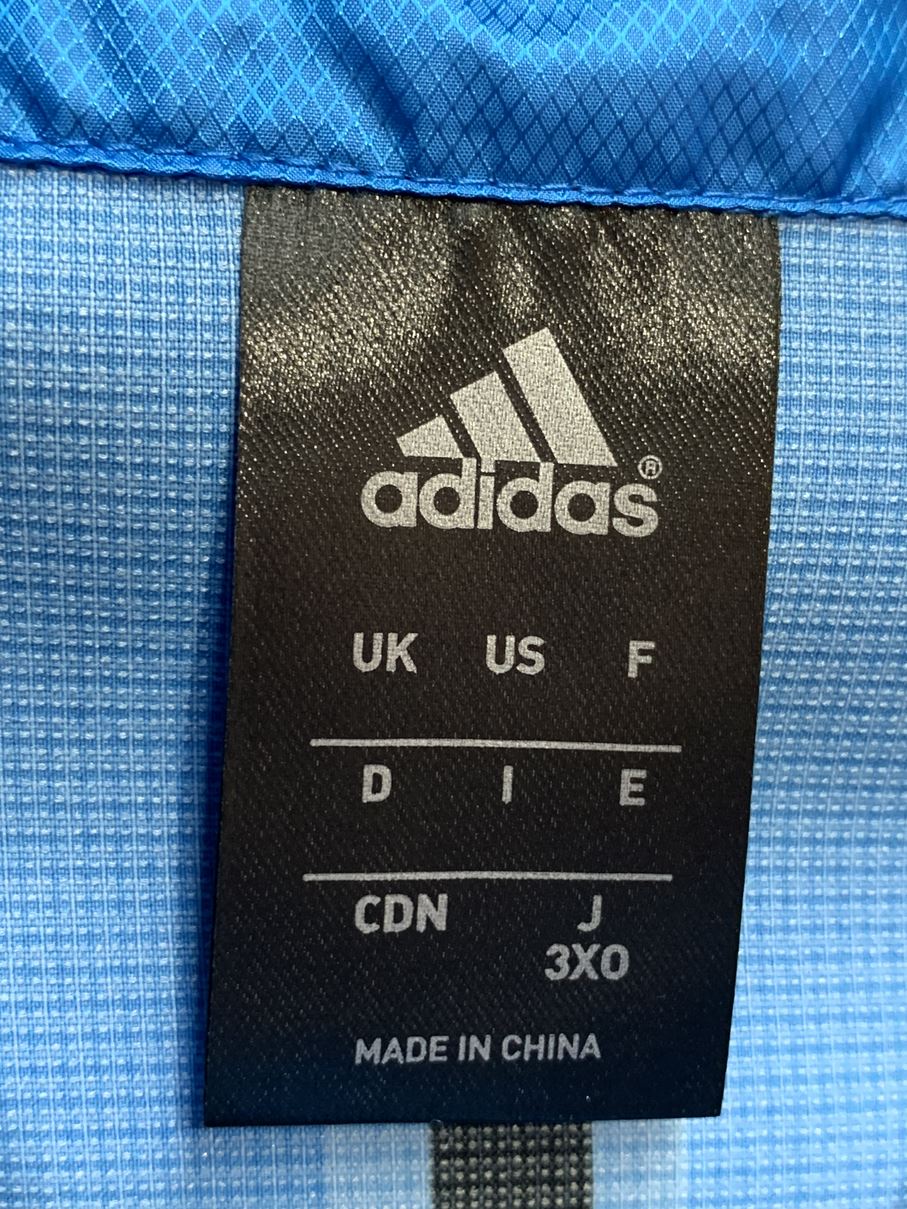 adidas®
UK US F
D I E
CDN J
3XO
MADE IN CHINA